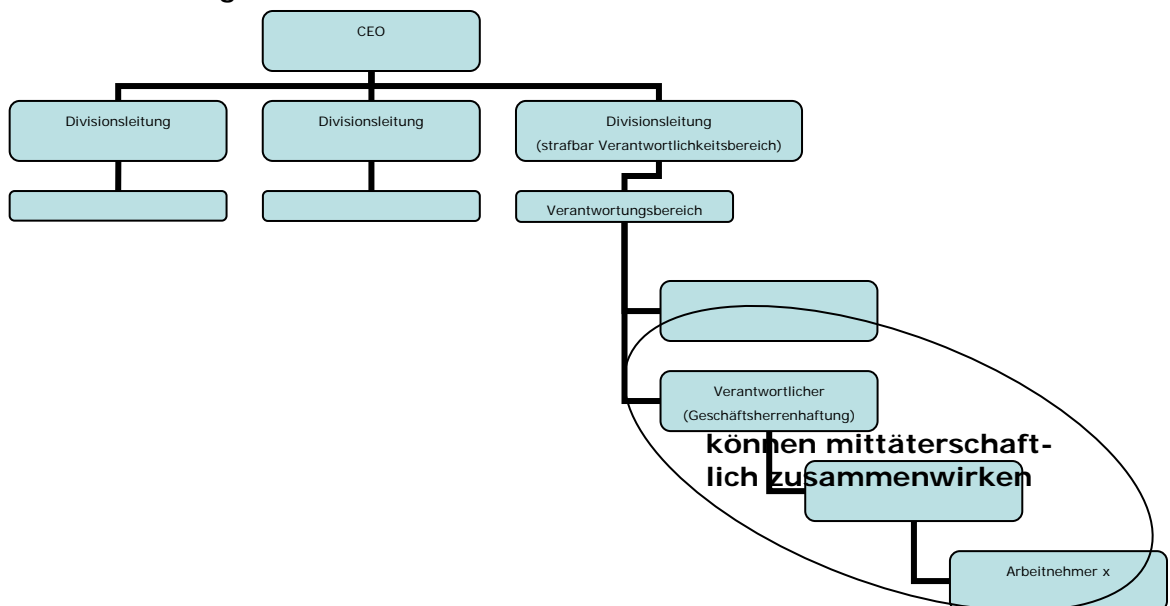 CEO
Divisionsleitung
Divisionsleitung
Divisionsleitung
(strafbar Verantwortlichkeitsbereich)
Verantwortungsbereich
Verantwortlicher
(Geschäftsherrenhaftung)
können mittäterschaft-
lich zusammenwirken
Arbeitnehmer x